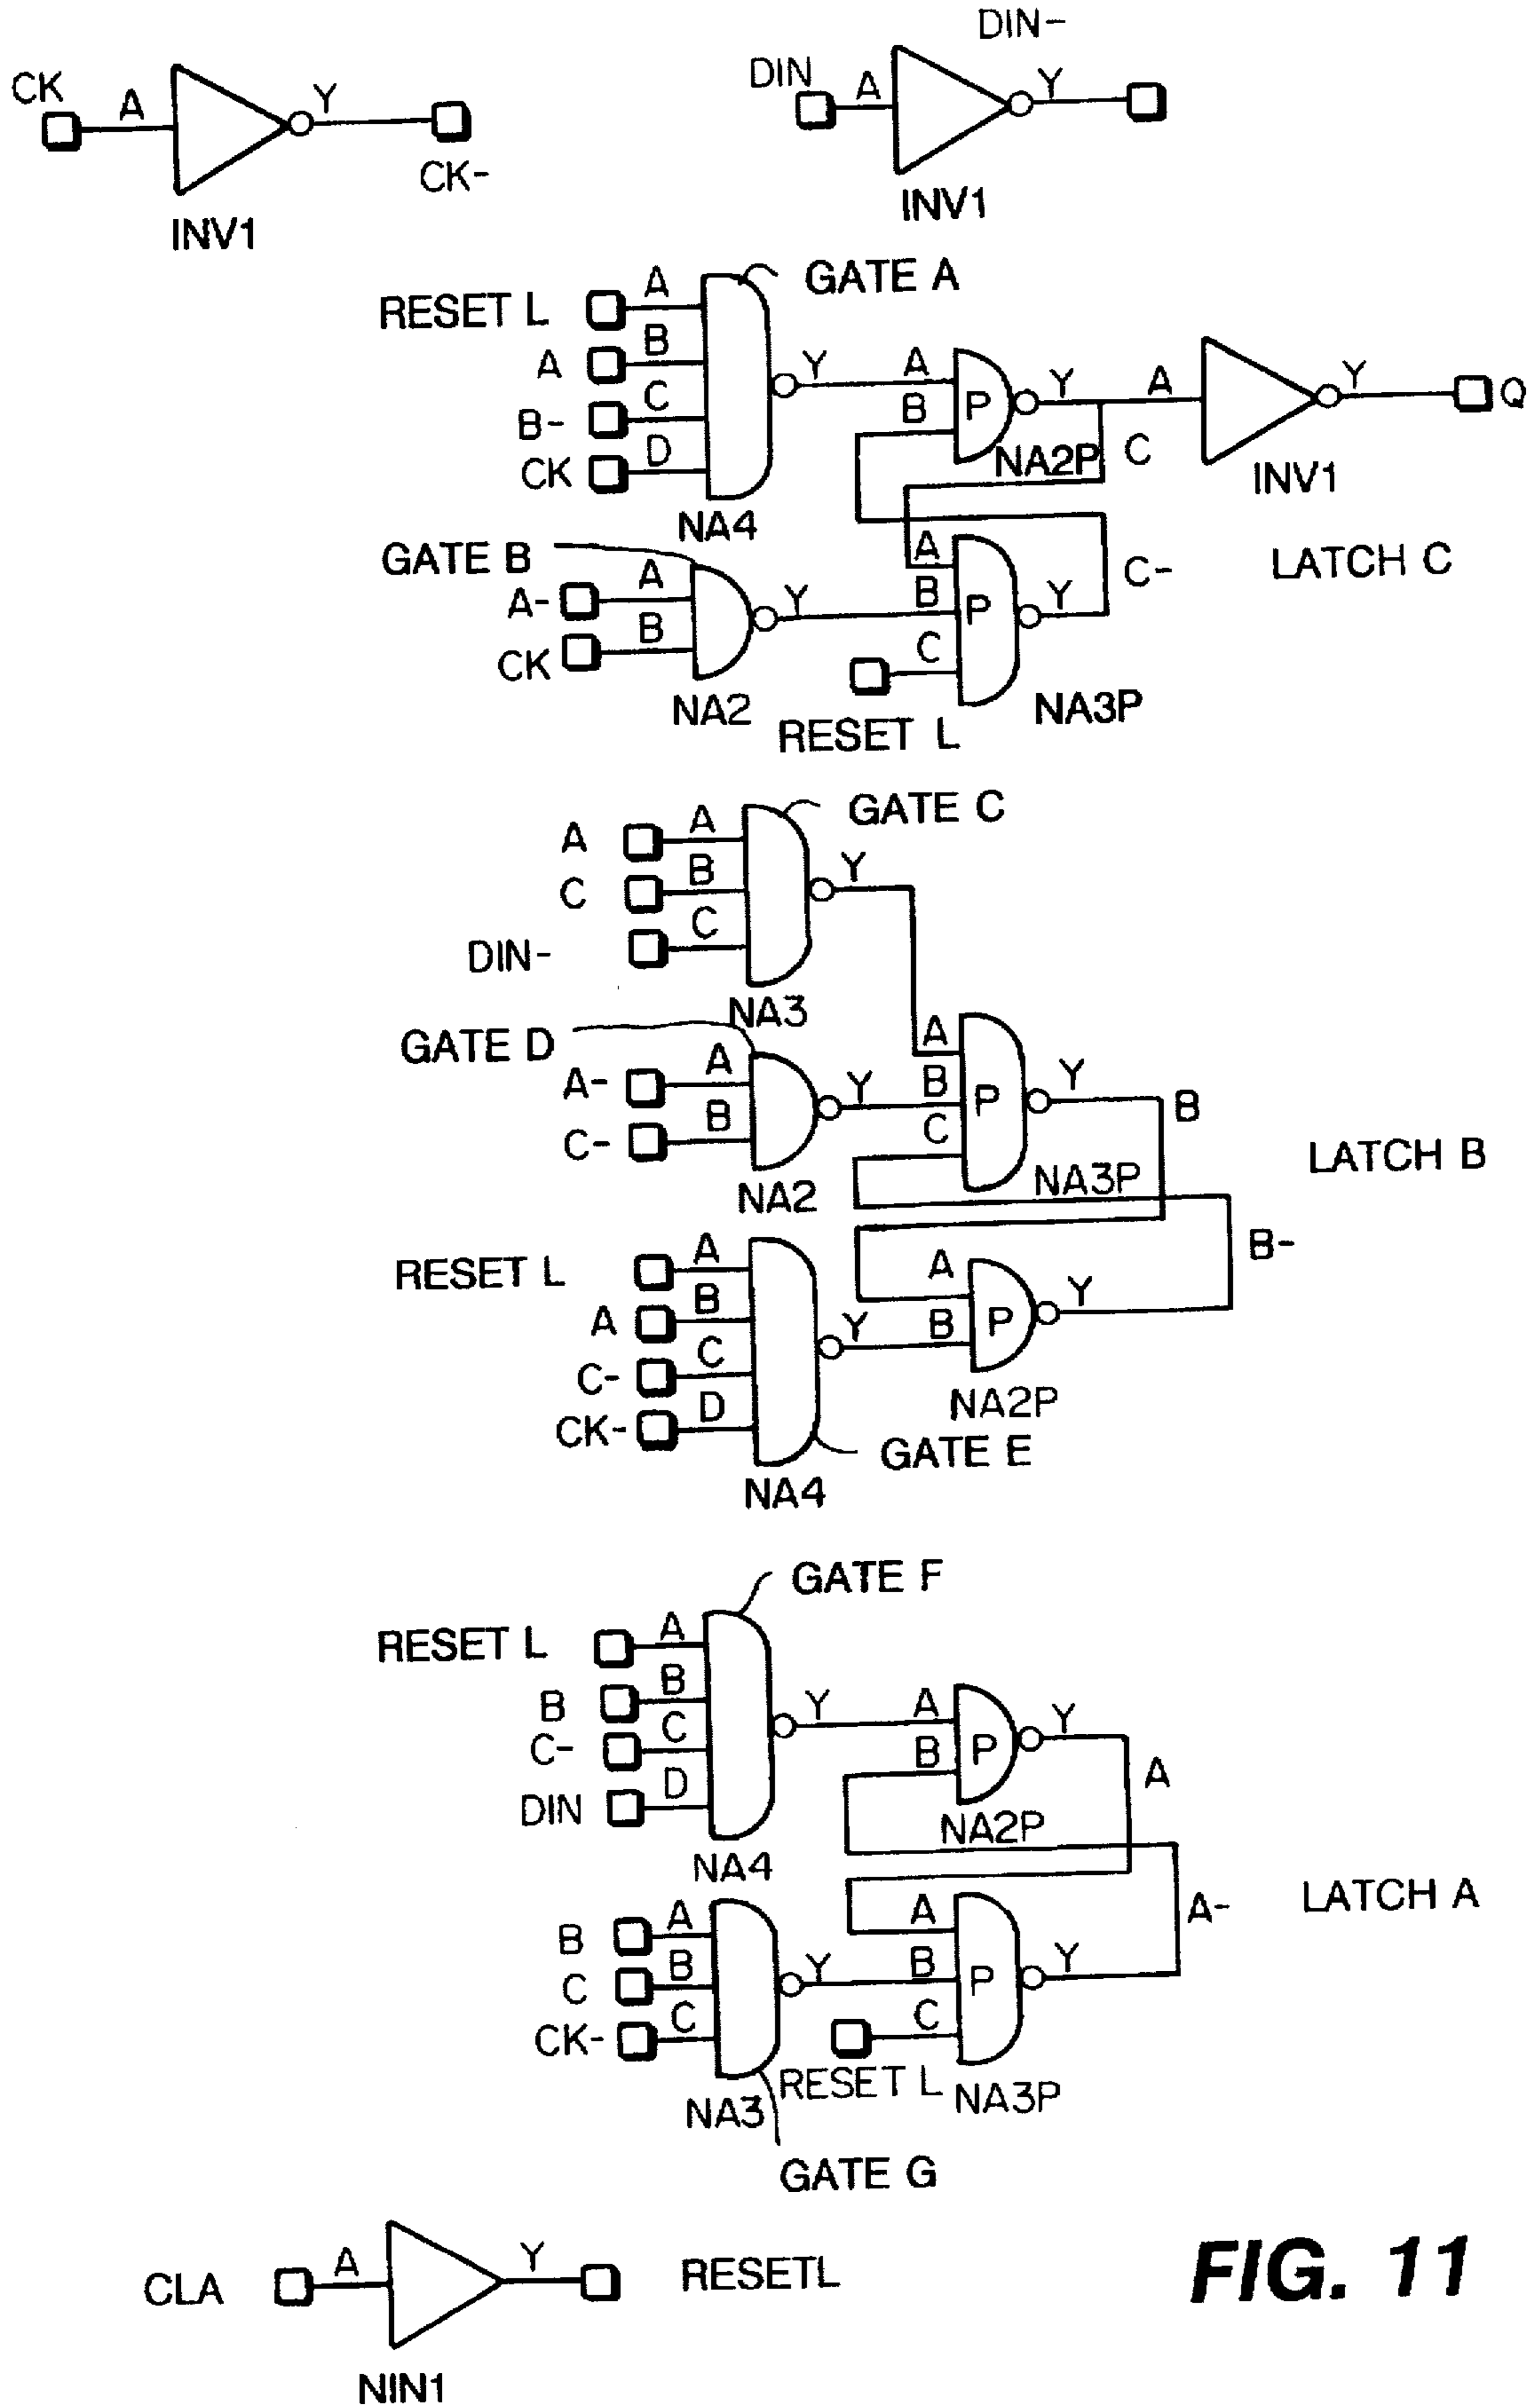 DIN-
CK A Y
DIN A Y
CK-
INV1
INV1
GATE A
RESET L A
A B
B- C
CK D
Y A Y A Y Q
B P
NA2P C
INV1
NA4
GATE B
A- A
CK B
Y
NA2
A
B P Y C-
C
RESET L
NA3P
LATCH C
GATE C
A A
C B
DIN- C
Y
NA3
GATE D
A- A
C- B
Y
NA2
A
B P Y B
C
NA3P
LATCH B
B-
RESET L A
A B
C- C
CK- D
Y
A
B P Y
NA2P
GATE E
NA4
GATE F
RESET L A
B B
C- C
DIN D
Y A Y
B P
A
NA2P
NA4
B A
C B
CK- C
Y
A
B P Y
C
A-
LATCH A
RESET L
NA3P
NA3
GATE G
CLA A Y RESETL
NIN1
FIG. 11